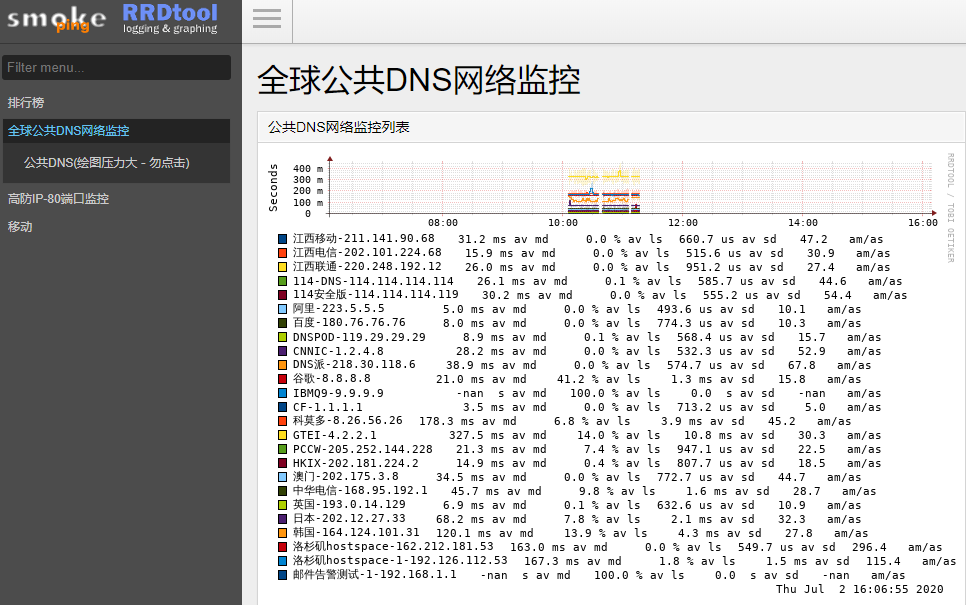 smokeping RRDtool
logging & graphing
Filter menu...
排行榜
全球公共DNS网络监控
公共DNS(绘图压力大 - 勿点击)
高防IP-80端口监控
移动
全球公共DNS网络监控
公共DNS网络监控列表
Seconds
400 m
300 m
200 m
100 m
0
08:00 10:00 12:00 14:00 16:00
RRDTOOL / TOBI OETIKER
江西移动-211.141.90.68 31.2 ms av md 0.0 % av ls 660.7 us av sd 47.2 am/as
江西电信-202.101.224.68 15.9 ms av md 0.0 % av ls 515.6 us av sd 30.9 am/as
江西联通-220.248.192.12 26.0 ms av md 0.0 % av ls 951.2 us av sd 27.4 am/as
114-DNS-114.114.114.114 26.1 ms av md 0.1 % av ls 585.7 us av sd 44.6 am/as
114安全版-114.114.114.119 30.2 ms av md 0.0 % av ls 555.2 us av sd 54.4 am/as
阿里-223.5.5.5 5.0 ms av md 0.0 % av ls 493.6 us av sd 10.1 am/as
百度-180.76.76.76 8.0 ms av md 0.0 % av ls 774.3 us av sd 10.3 am/as
DNSPOD-119.29.29.29 8.9 ms av md 0.1 % av ls 568.4 us av sd 15.7 am/as
CNNIC-1.2.4.8 28.2 ms av md 0.0 % av ls 532.3 us av sd 52.9 am/as
DNS派-218.30.118.6 38.9 ms av md 0.0 % av ls 574.7 us av sd 67.8 am/as
谷歌-8.8.8.8 21.0 ms av md 41.2 % av ls 1.3 ms av sd 15.8 am/as
IBMQ9-9.9.9.9 -nan s av md 100.0 % av ls 0.0 s av sd -nan am/as
CF-1.1.1.1 3.5 ms av md 0.0 % av ls 713.2 us av sd 5.0 am/as
科莫多-8.26.56.26 178.3 ms av md 6.8 % av ls 3.9 ms av sd 45.2 am/as
GTEI-4.2.2.1 327.5 ms av md 14.0 % av ls 10.8 ms av sd 30.3 am/as
PCCW-205.252.144.228 21.3 ms av md 7.4 % av ls 947.1 us av sd 22.5 am/as
HKIX-202.181.224.2 14.9 ms av md 0.4 % av ls 807.7 us av sd 18.5 am/as
澳门-202.175.3.8 34.5 ms av md 0.0 % av ls 772.7 us av sd 44.7 am/as
中华电信-168.95.192.1 45.7 ms av md 9.8 % av ls 1.6 ms av sd 28.7 am/as
英国-193.0.14.129 6.9 ms av md 0.1 % av ls 632.6 us av sd 10.9 am/as
日本-202.12.27.33 68.2 ms av md 7.8 % av ls 2.1 ms av sd 32.3 am/as
韩国-164.124.101.31 120.1 ms av md 13.9 % av ls 4.3 ms av sd 27.8 am/as
洛杉矶hostspace-162.212.181.53 163.0 ms av md 0.0 % av ls 549.7 us av sd 296.4 am/as
洛杉矶hostspace-1-192.126.112.53 167.3 ms av md 1.8 % av ls 1.5 ms av sd 115.4 am/as
邮件告警测试-1-192.168.1.1 -nan s av md 100.0 % av ls 0.0 s av sd -nan am/as
Thu Jul 2 16:06:55 2020